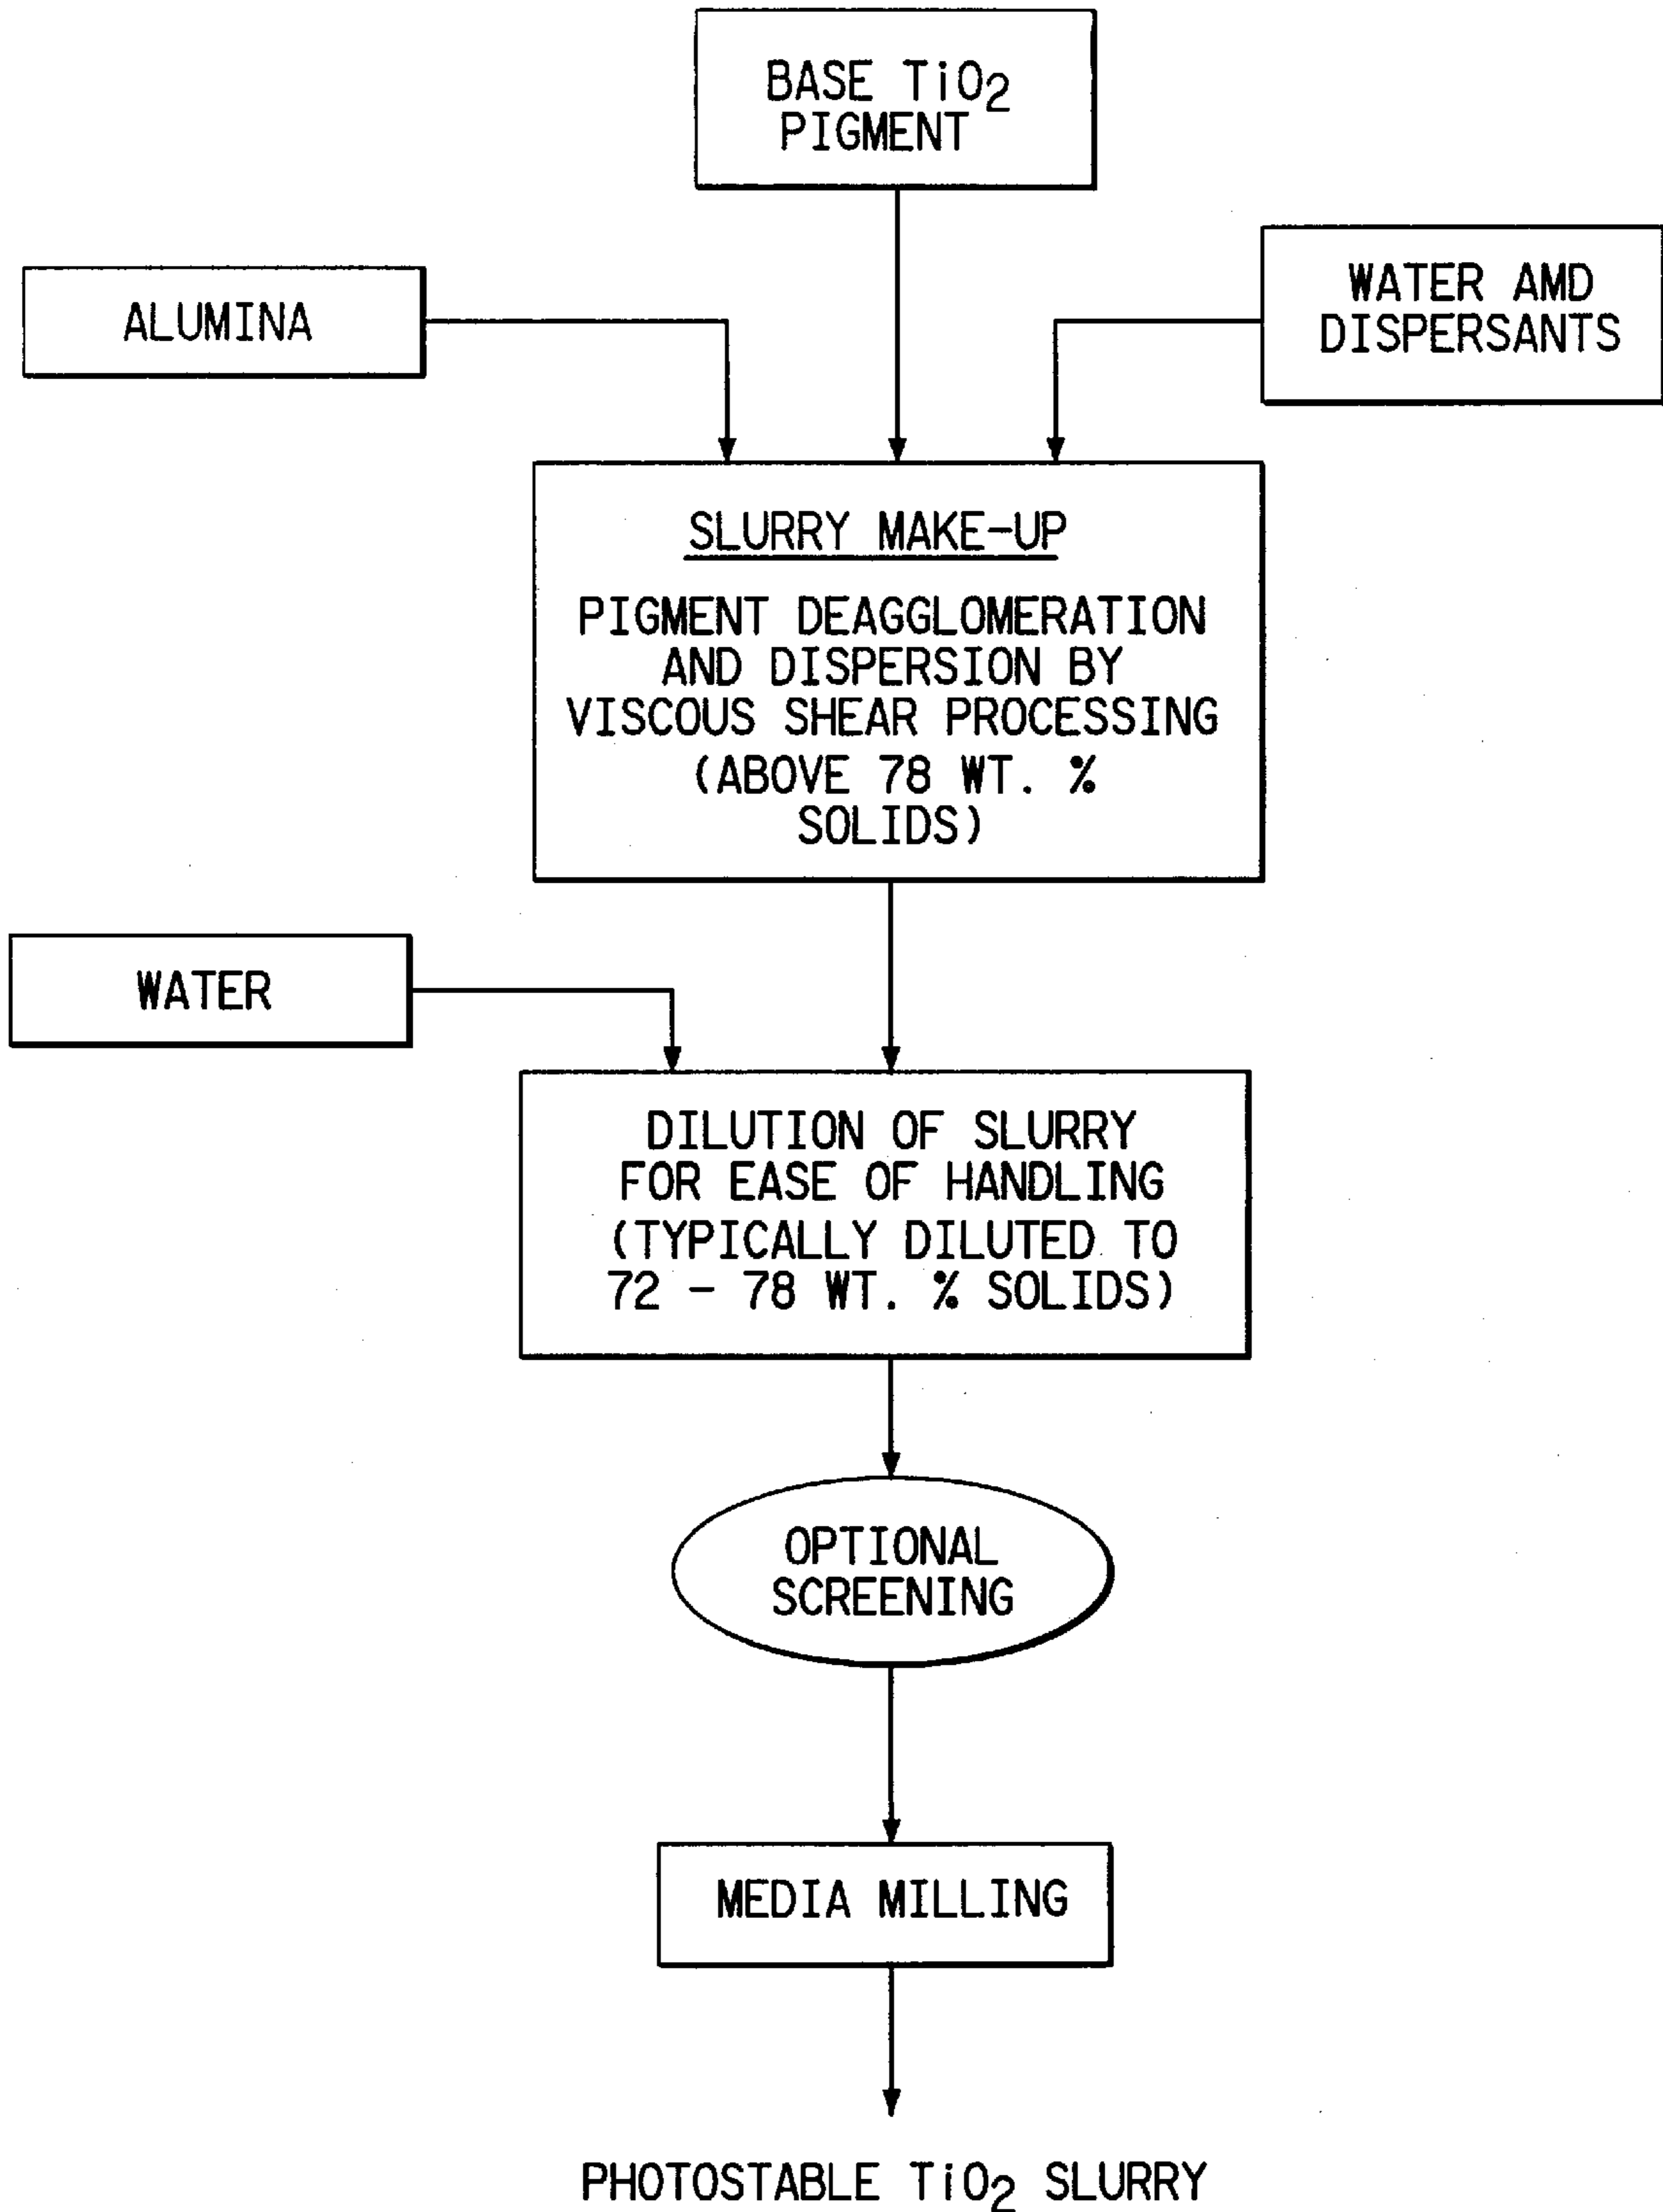 BASE TiO2
PIGMENT
ALUMINA
WATER AMD
DISPERSANTS
SLURRY MAKE-UP
PIGMENT DEAGGLOMERATION
AND DISPERSION BY
VISCOUS SHEAR PROCESSING
(ABOVE 78 WT. %
SOLIDS)
WATER
DILUTION OF SLURRY
FOR EASE OF HANDLING
(TYPICALLY DILUTED TO
72 - 78 WT. % SOLIDS)
OPTIONAL
SCREENING
MEDIA MILLING
PHOTOSTABLE TiO2 SLURRY